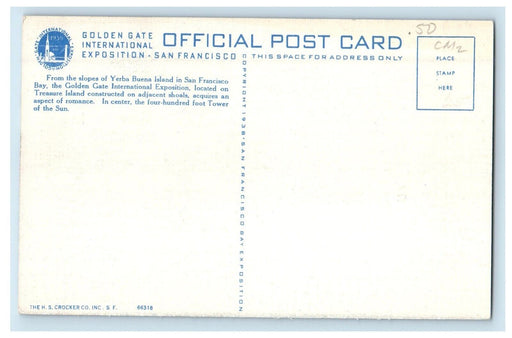 GOLDEN GATE
INTERNATIONAL
EXPOSITION - SAN FRANCISCO
1939
OFFICIAL POST CARD
THIS SPACE FOR ADDRESS ONLY
.50
CM2
PLACE
STAMP
HERE
From the slopes of Yerba Buena Island in San Francisco
Bay, the Golden Gate International Exposition, located on
Treasure Island constructed on adjacent shoals, acquires an
aspect of romance. In center, the four-hundred foot Tower
of the Sun.
COPYRIGHT 1938 - SAN FRANCISCO BAY EXPOSITION
THE H. S. CROCKER CO. INC. S. F.
66318